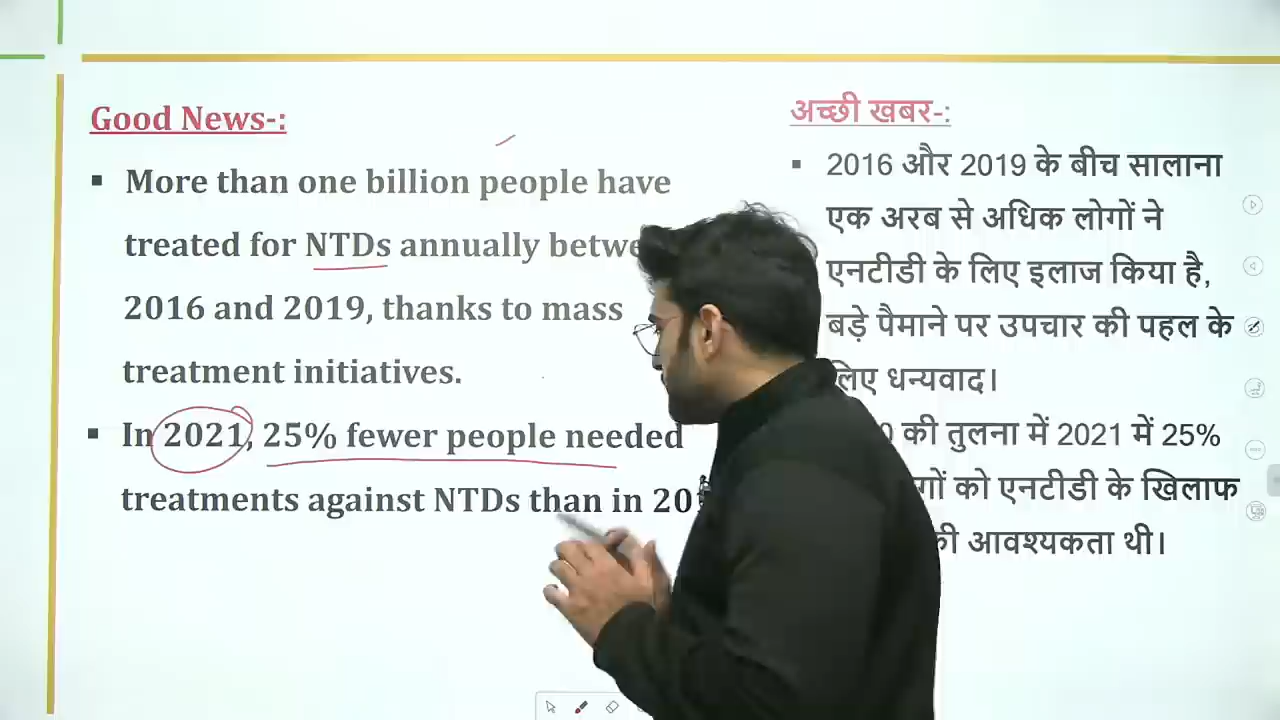 Good News-:
More than one billion people have
treated for NTDs annually
2016 and 2019, thanks to mass
treatment initiatives.
In 2021, 25% fewer people needed
treatments against NTDs than in
अच्छी खबर-:
2016 और 2019 के बीच सालाना
एक अरब से अधिक लोगों ने
एनटीडी के लिए इलाज किया है,
बड़े पैमाने पर उपचार की पहल के
लिए धन्यवाद।
की तुलना में 2021 में 25%
को एनटीडी के खिलाफ
की आवश्यकता थी।